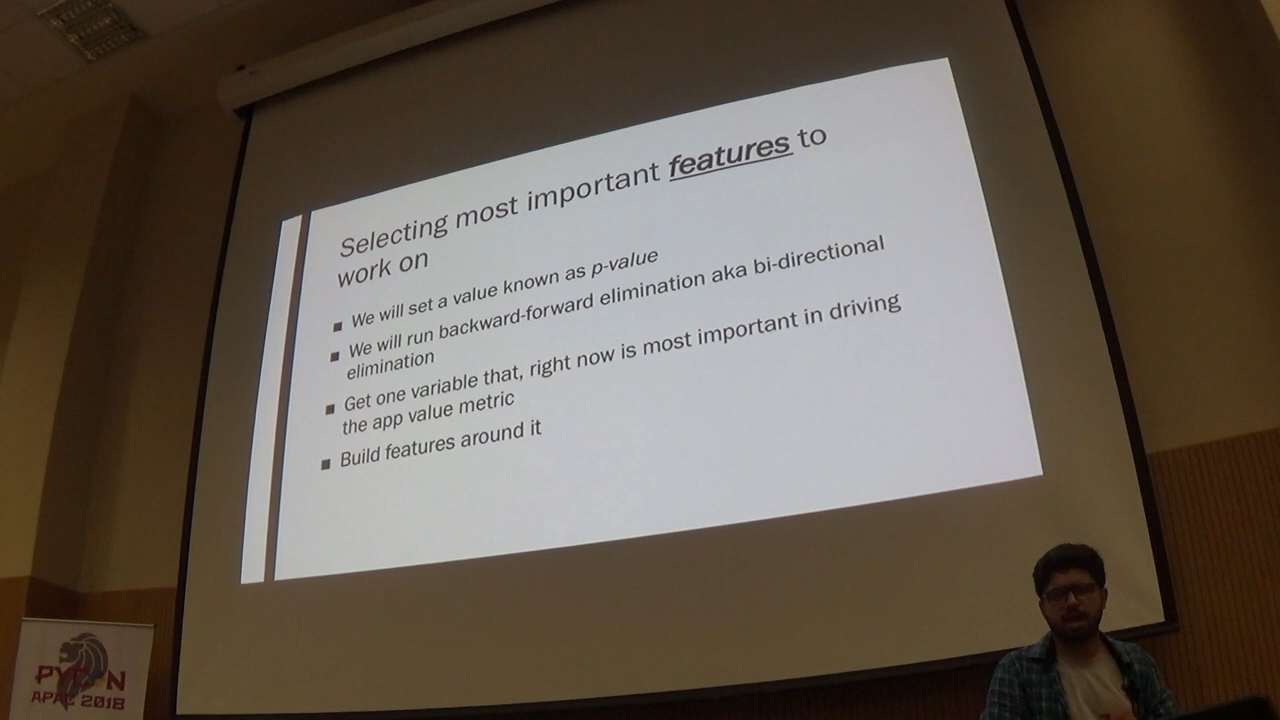 Selecting most important features to
work on
■ We will set a value known as p-value
■ We will run backward-forward elimination aka bi-directional
elimination
■ Get one variable that, right now is most important in driving
the app value metric
■ Build features around it
PYCON
APAC 2018